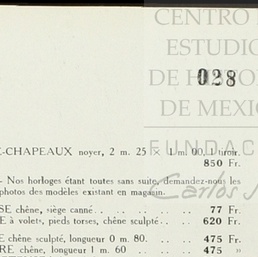 CENTRO
ESTUDIO
DE HISTO
028
DE MEXI
E-CHAPEAUX noyer, 2 m. 25 × 1 m. 00, 1 tiroir.
850 Fr.
FUNDAC
- Nos horloges étant toutes sans suite, demandez-nous les
photos des modèles existant en magasin.
Carlos
SE chêne, siège canné.. .. .. .. .. 77 Fr.
E à volets, pieds torses, chêne sculpté.. .. 620 Fr.
E chêne sculpté, longueur 0 m. 80. .. .. 475 Fr.
RE chêne, longueur 1 m. 60 .. .. .. 475 »